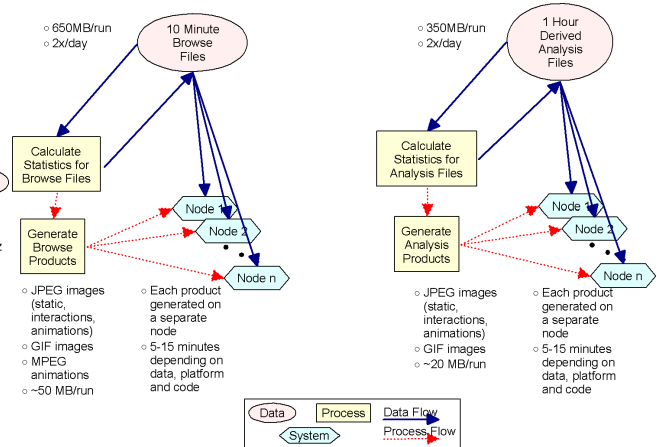 ○ 650MB/run
○ 2x/day
10 Minute
Browse
Files
Calculate
Statistics for
Browse Files
Generate
Browse
Products
Node 1
Node 2
Node n
○ JPEG images
(static,
interactions,
animations)
○ GIF images
○ MPEG
animations
○ ~50 MB/run
○ Each product
generated on
a separate
node
○ 5-15 minutes
depending on
data, platform
and code
○ 350MB/run
○ 2x/day
1 Hour
Derived
Analysis
Files
Calculate
Statistics for
Analysis Files
Generate
Analysis
Products
Node 1
Node 2
Node n
○ JPEG images
(static,
interactions,
animations)
○ GIF images
○ ~20 MB/run
○ Each product
generated on
a separate
node
○ 5-15 minutes
depending on
data, platform
and code
Data
Process
System
Data Flow
Process Flow